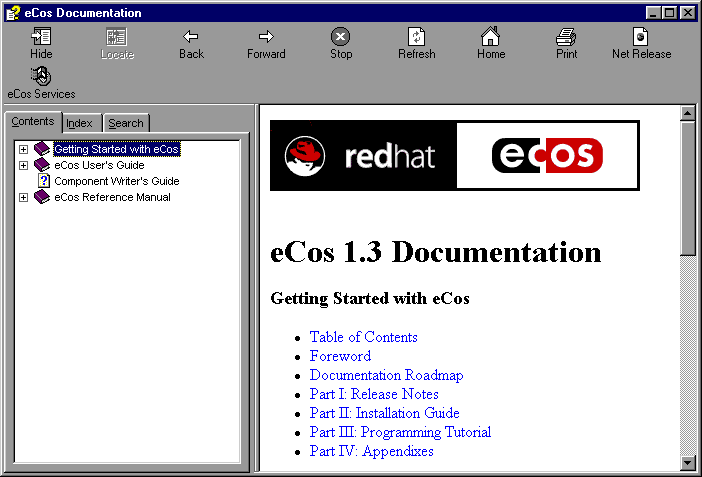 eCos Documentation
Hide
Locate
Back
Forward
Stop
Refresh
Home
Print
Net Release
eCos Services
Contents
Index
Search
Getting Started with eCos
eCos User's Guide
Component Writer's Guide
eCos Reference Manual
redhat
ecos
eCos 1.3 Documentation
Getting Started with eCos
Table of Contents
Foreword
Documentation Roadmap
Part I: Release Notes
Part II: Installation Guide
Part III: Programming Tutorial
Part IV: Appendixes